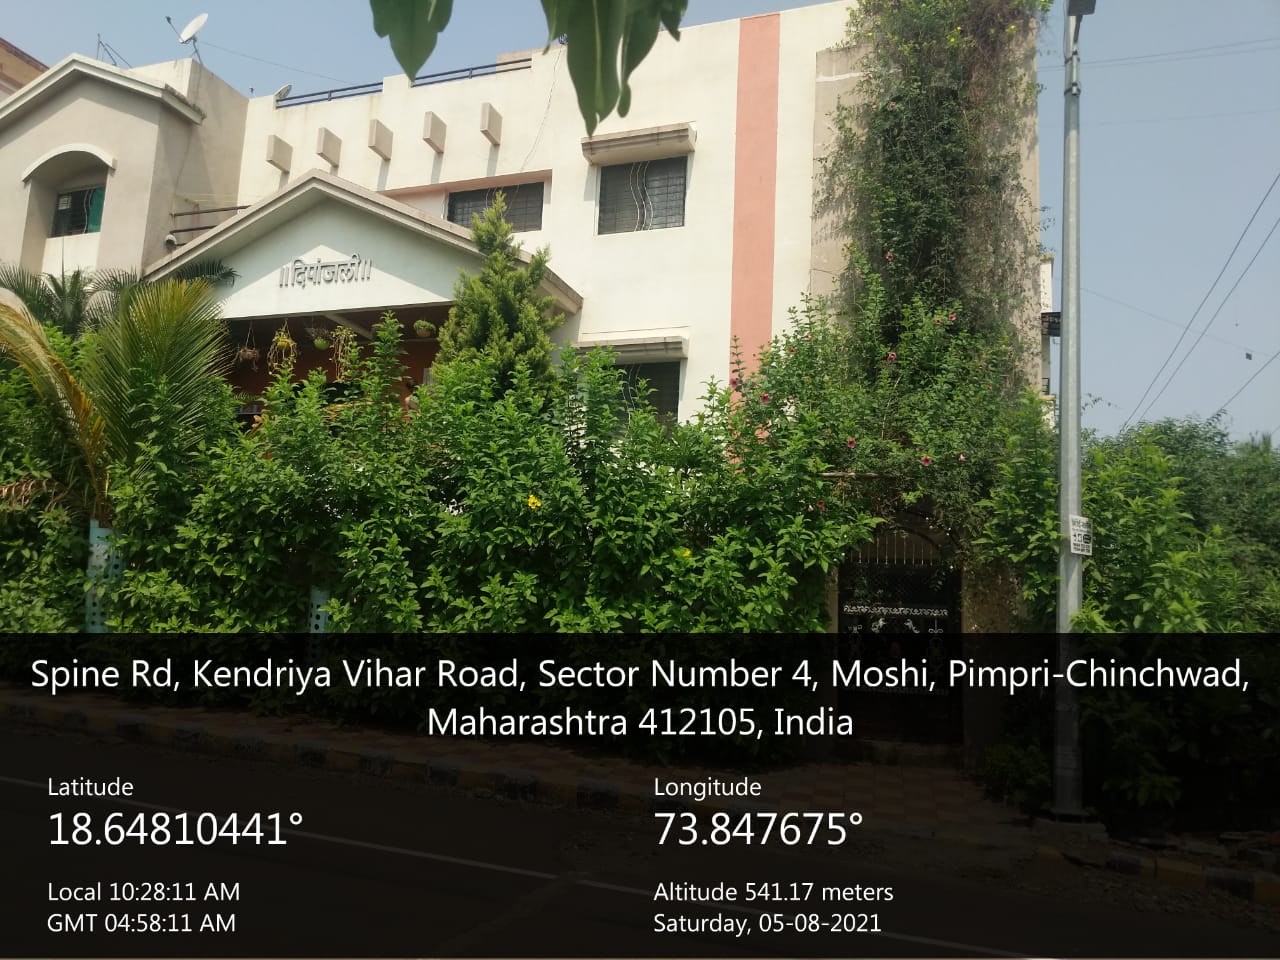 ॥दिपांजली॥
Spine Rd, Kendriya Vihar Road, Sector Number 4, Moshi, Pimpri-Chinchwad,
Maharashtra 412105, India
Latitude
18.64810441°
Longitude
73.847675°
Local 10:28:11 AM
GMT 04:58:11 AM
Altitude 541.17 meters
Saturday, 05-08-2021